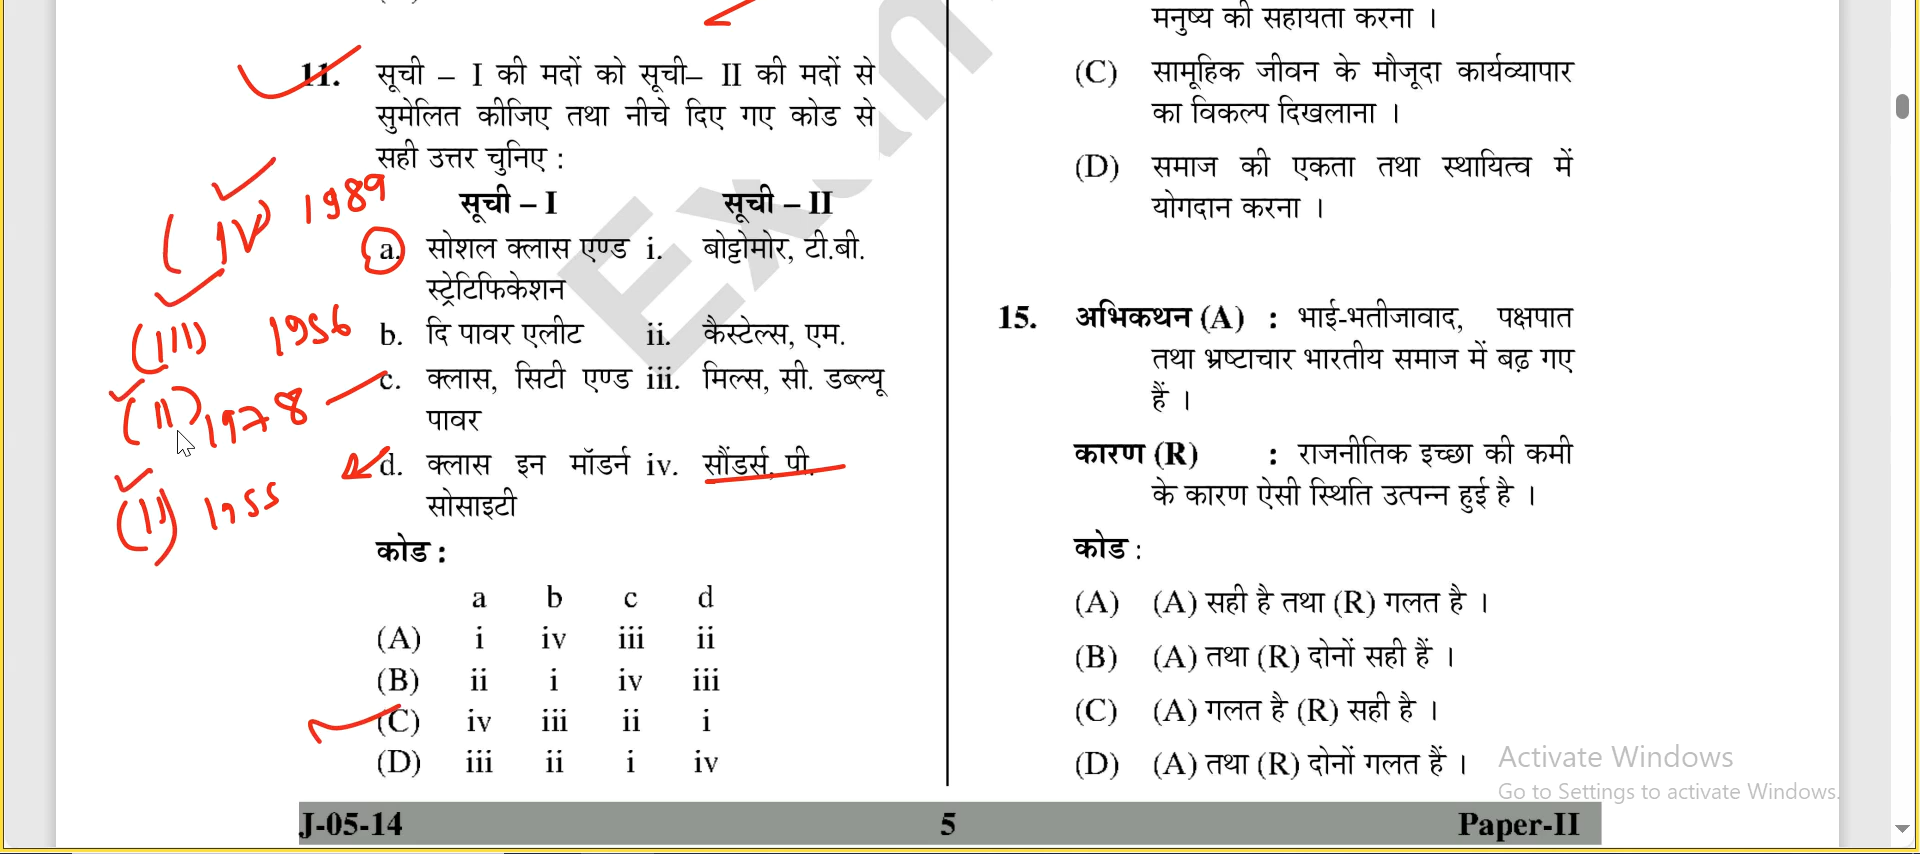 11. सूची – I की मदों को सूची– II की मदों से
सुमेलित कीजिए तथा नीचे दिए गए कोड से
सही उत्तर चुनिए :
सूची – I सूची – II
a. सोशल क्लास एण्ड i. बोट्टोमोर, टी.बी.
स्ट्रेटिफिकेशन
b. दि पावर एलीट ii. कैस्टेल्स, एम.
c. क्लास, सिटी एण्ड iii. मिल्स, सी. डब्ल्यू
पावर
d. क्लास इन मॉडर्न iv. सौंडर्स, पी.
सोसाइटी
कोड :
a b c d
(A) i iv iii ii
(B) ii i iv iii
(C) iv iii ii i
(D) iii ii i iv
(IV) 1989
(III) 1956
(II) 1978
1955
मनुष्य की सहायता करना ।
(C) सामूहिक जीवन के मौजूदा कार्यव्यापार
का विकल्प दिखलाना ।
(D) समाज की एकता तथा स्थायित्व में
योगदान करना ।
15. अभिकथन (A) : भाई-भतीजावाद, पक्षपात
तथा भ्रष्टाचार भारतीय समाज में बढ़ गए
हैं ।
कारण (R) : राजनीतिक इच्छा की कमी
के कारण ऐसी स्थिति उत्पन्न हुई है ।
कोड :
(A) (A) सही है तथा (R) गलत है ।
(B) (A) तथा (R) दोनों सही हैं ।
(C) (A) गलत है (R) सही है ।
(D) (A) तथा (R) दोनों गलत हैं ।
Activate Windows
Go to Settings to activate Windows.
J-05-14 5 Paper-II
Exam